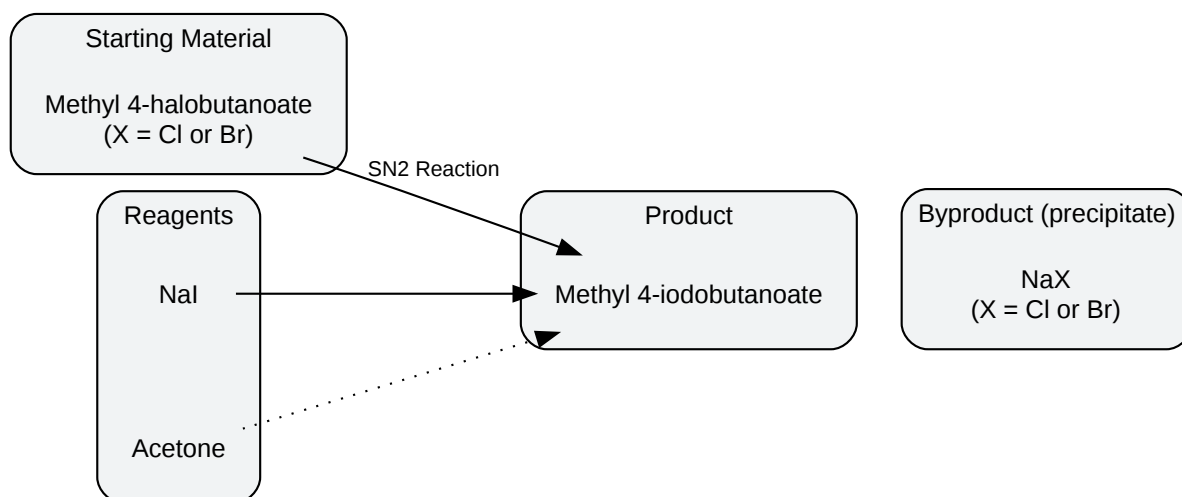 Starting Material
Methyl 4-halobutanoate
(X = Cl or Br)
SN2 Reaction
Reagents
NaI
Acetone
Product
Methyl 4-iodobutanoate
Byproduct (precipitate)
NaX
(X = Cl or Br)